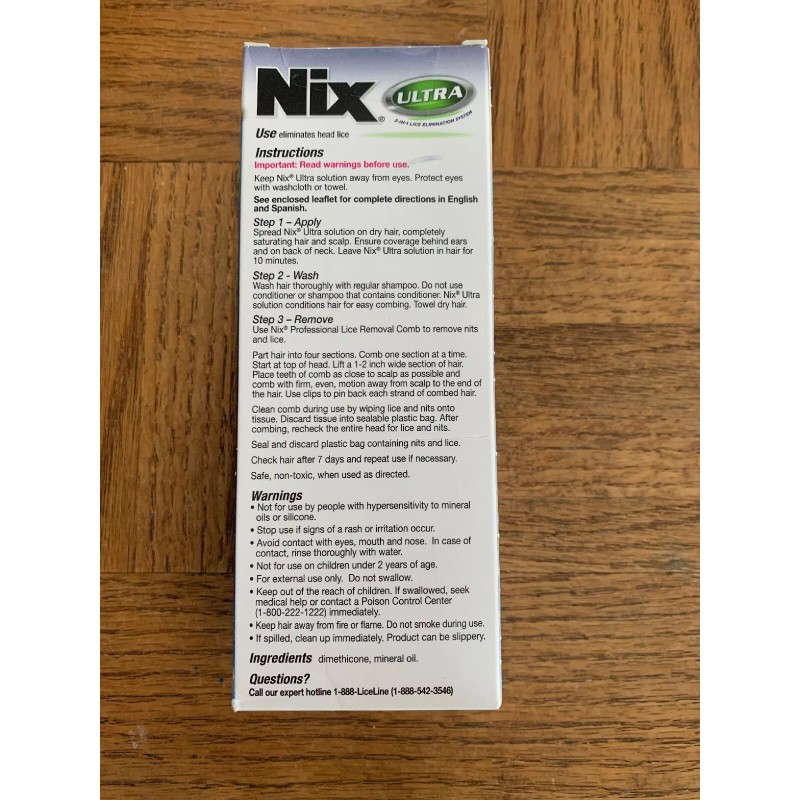 Nix® ULTRA
2-IN-1 LICE ELIMINATION SYSTEM
Use eliminates head lice
Instructions
Important: Read warnings before use.
Keep Nix® Ultra solution away from eyes. Protect eyes
with washcloth or towel.
See enclosed leaflet for complete directions in English
and Spanish.
Step 1 – Apply
Spread Nix® Ultra solution on dry hair, completely
saturating hair and scalp. Ensure coverage behind ears
and on back of neck. Leave Nix® Ultra solution in hair for
10 minutes.
Step 2 - Wash
Wash hair thoroughly with regular shampoo. Do not use
conditioner or shampoo that contains conditioner. Nix® Ultra
solution conditions hair for easy combing. Towel dry hair.
Step 3 – Remove
Use Nix® Professional Lice Removal Comb to remove nits
and lice.
Part hair into four sections. Comb one section at a time.
Start at top of head. Lift a 1-2 inch wide section of hair.
Place teeth of comb as close to scalp as possible and
comb with firm, even, motion away from scalp to the end of
the hair. Use clips to pin back each strand of combed hair.
Clean comb during use by wiping lice and nits onto
tissue. Discard tissue into sealable plastic bag. After
combing, recheck the entire head for lice and nits.
Seal and discard plastic bag containing nits and lice.
Check hair after 7 days and repeat use if necessary.
Safe, non-toxic, when used as directed.
Warnings
• Not for use by people with hypersensitivity to mineral
oils or silicone.
• Stop use if signs of a rash or irritation occur.
• Avoid contact with eyes, mouth and nose. In case of
contact, rinse thoroughly with water.
• Not for use on children under 2 years of age.
• For external use only. Do not swallow.
• Keep out of the reach of children. If swallowed, seek
medical help or contact a Poison Control Center
(1-800-222-1222) immediately.
• Keep hair away from fire or flame. Do not smoke during use.
• If spilled, clean up immediately. Product can be slippery.
Ingredients dimethicone, mineral oil.
Questions?
Call our expert hotline 1-888-LiceLine (1-888-542-3546)